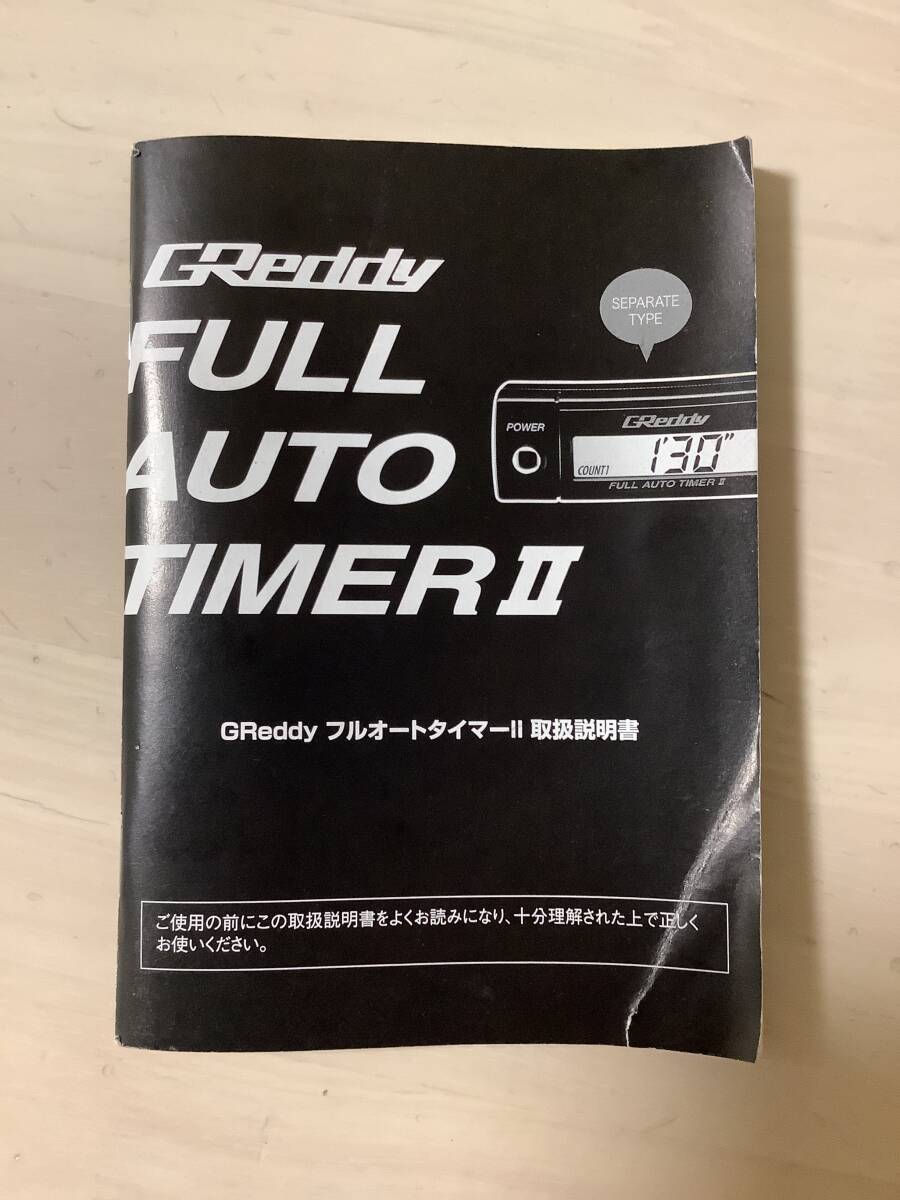 GReddy
FULL
AUTO
TIMER II
SEPARATE
TYPE
POWER
GReddy
COUNT1
1'30"
FULL AUTO TIMER II
GReddy フルオートタイマーII 取扱説明書
ご使用の前にこの取扱説明書をよくお読みになり、十分理解された上で正しく
お使いください。